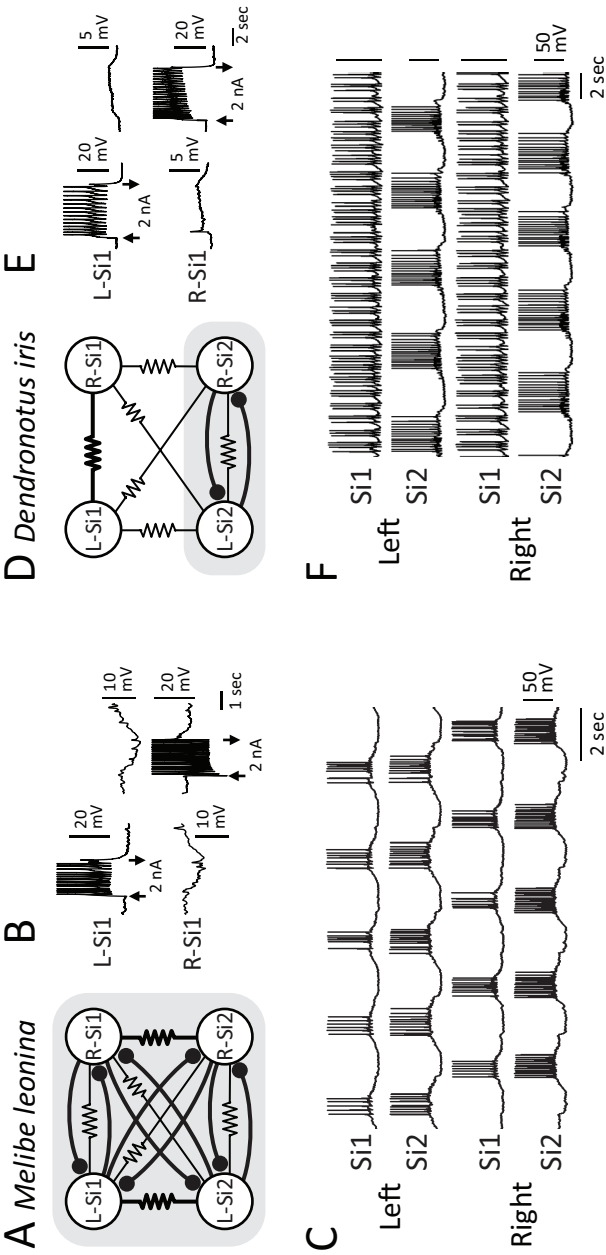 A Melibe leonina
L-Si1
R-Si1
L-Si2
R-Si2
B
L-Si1
20
mV
2 nA
10
mV
R-Si1
10
mV
20
mV
2 nA
1 sec
C
Left
Si1
Si2
Right
Si1
Si2
50
mV
2 sec
D Dendronotus iris
L-Si1
R-Si1
L-Si2
R-Si2
E
L-Si1
20
mV
2 nA
5
mV
R-Si1
5
mV
20
mV
2 nA
2 sec
F
Left
Si1
Si2
Right
Si1
Si2
50
mV
2 sec